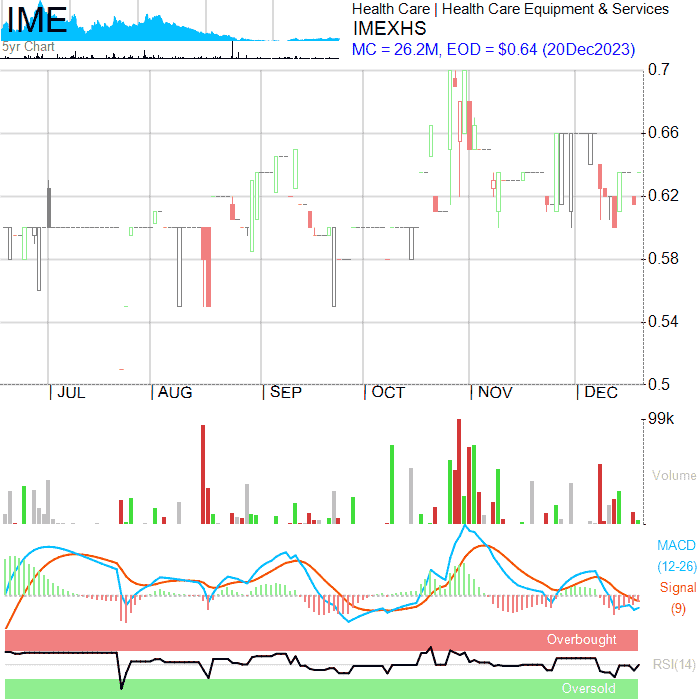 IME
5yr Chart
Health Care | Health Care Equipment & Services
IMEXHS
MC = 26.2M, EOD = $0.64 (20Dec2023)
0.7
0.66
0.62
0.58
0.54
0.5
JUL
AUG
SEP
OCT
NOV
DEC
99k
Volume
MACD
(12-26)
Signal
(9)
Overbought
RSI(14)
Oversold